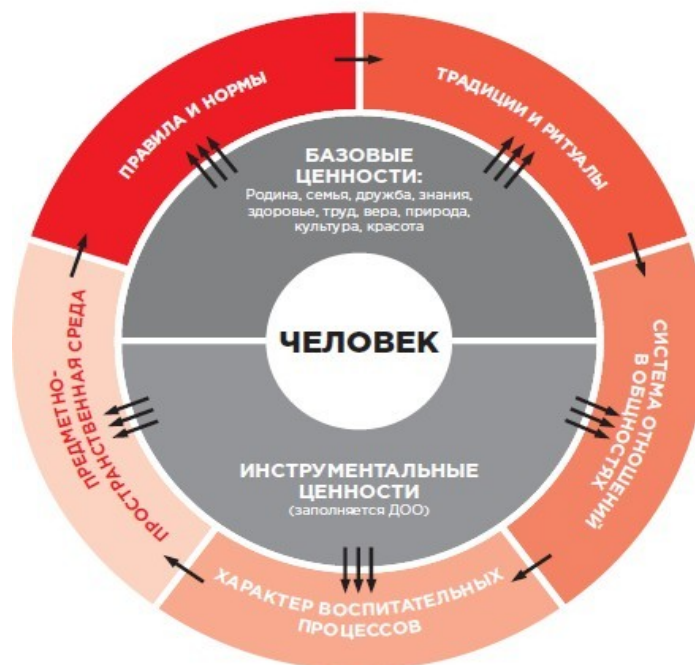 ПРАВИЛА И НОРМЫ
ТРАДИЦИИ И РИТУАЛЫ
БАЗОВЫЕ
ЦЕННОСТИ:
Родина, семья, дружба, знания,
здоровье, труд, вера, природа,
культура, красота
ЧЕЛОВЕК
ПРЕДМЕТНО-
ПРОСТРАНСТВЕННАЯ СРЕДА
СИСТЕМА ОТНОШЕНИЙ
В ОБЩНОСТЯХ
ИНСТРУМЕНТАЛЬНЫЕ
ЦЕННОСТИ
(заполняется ДОО)
ХАРАКТЕР ВОСПИТАТЕЛЬНЫХ
ПРОЦЕССОВ